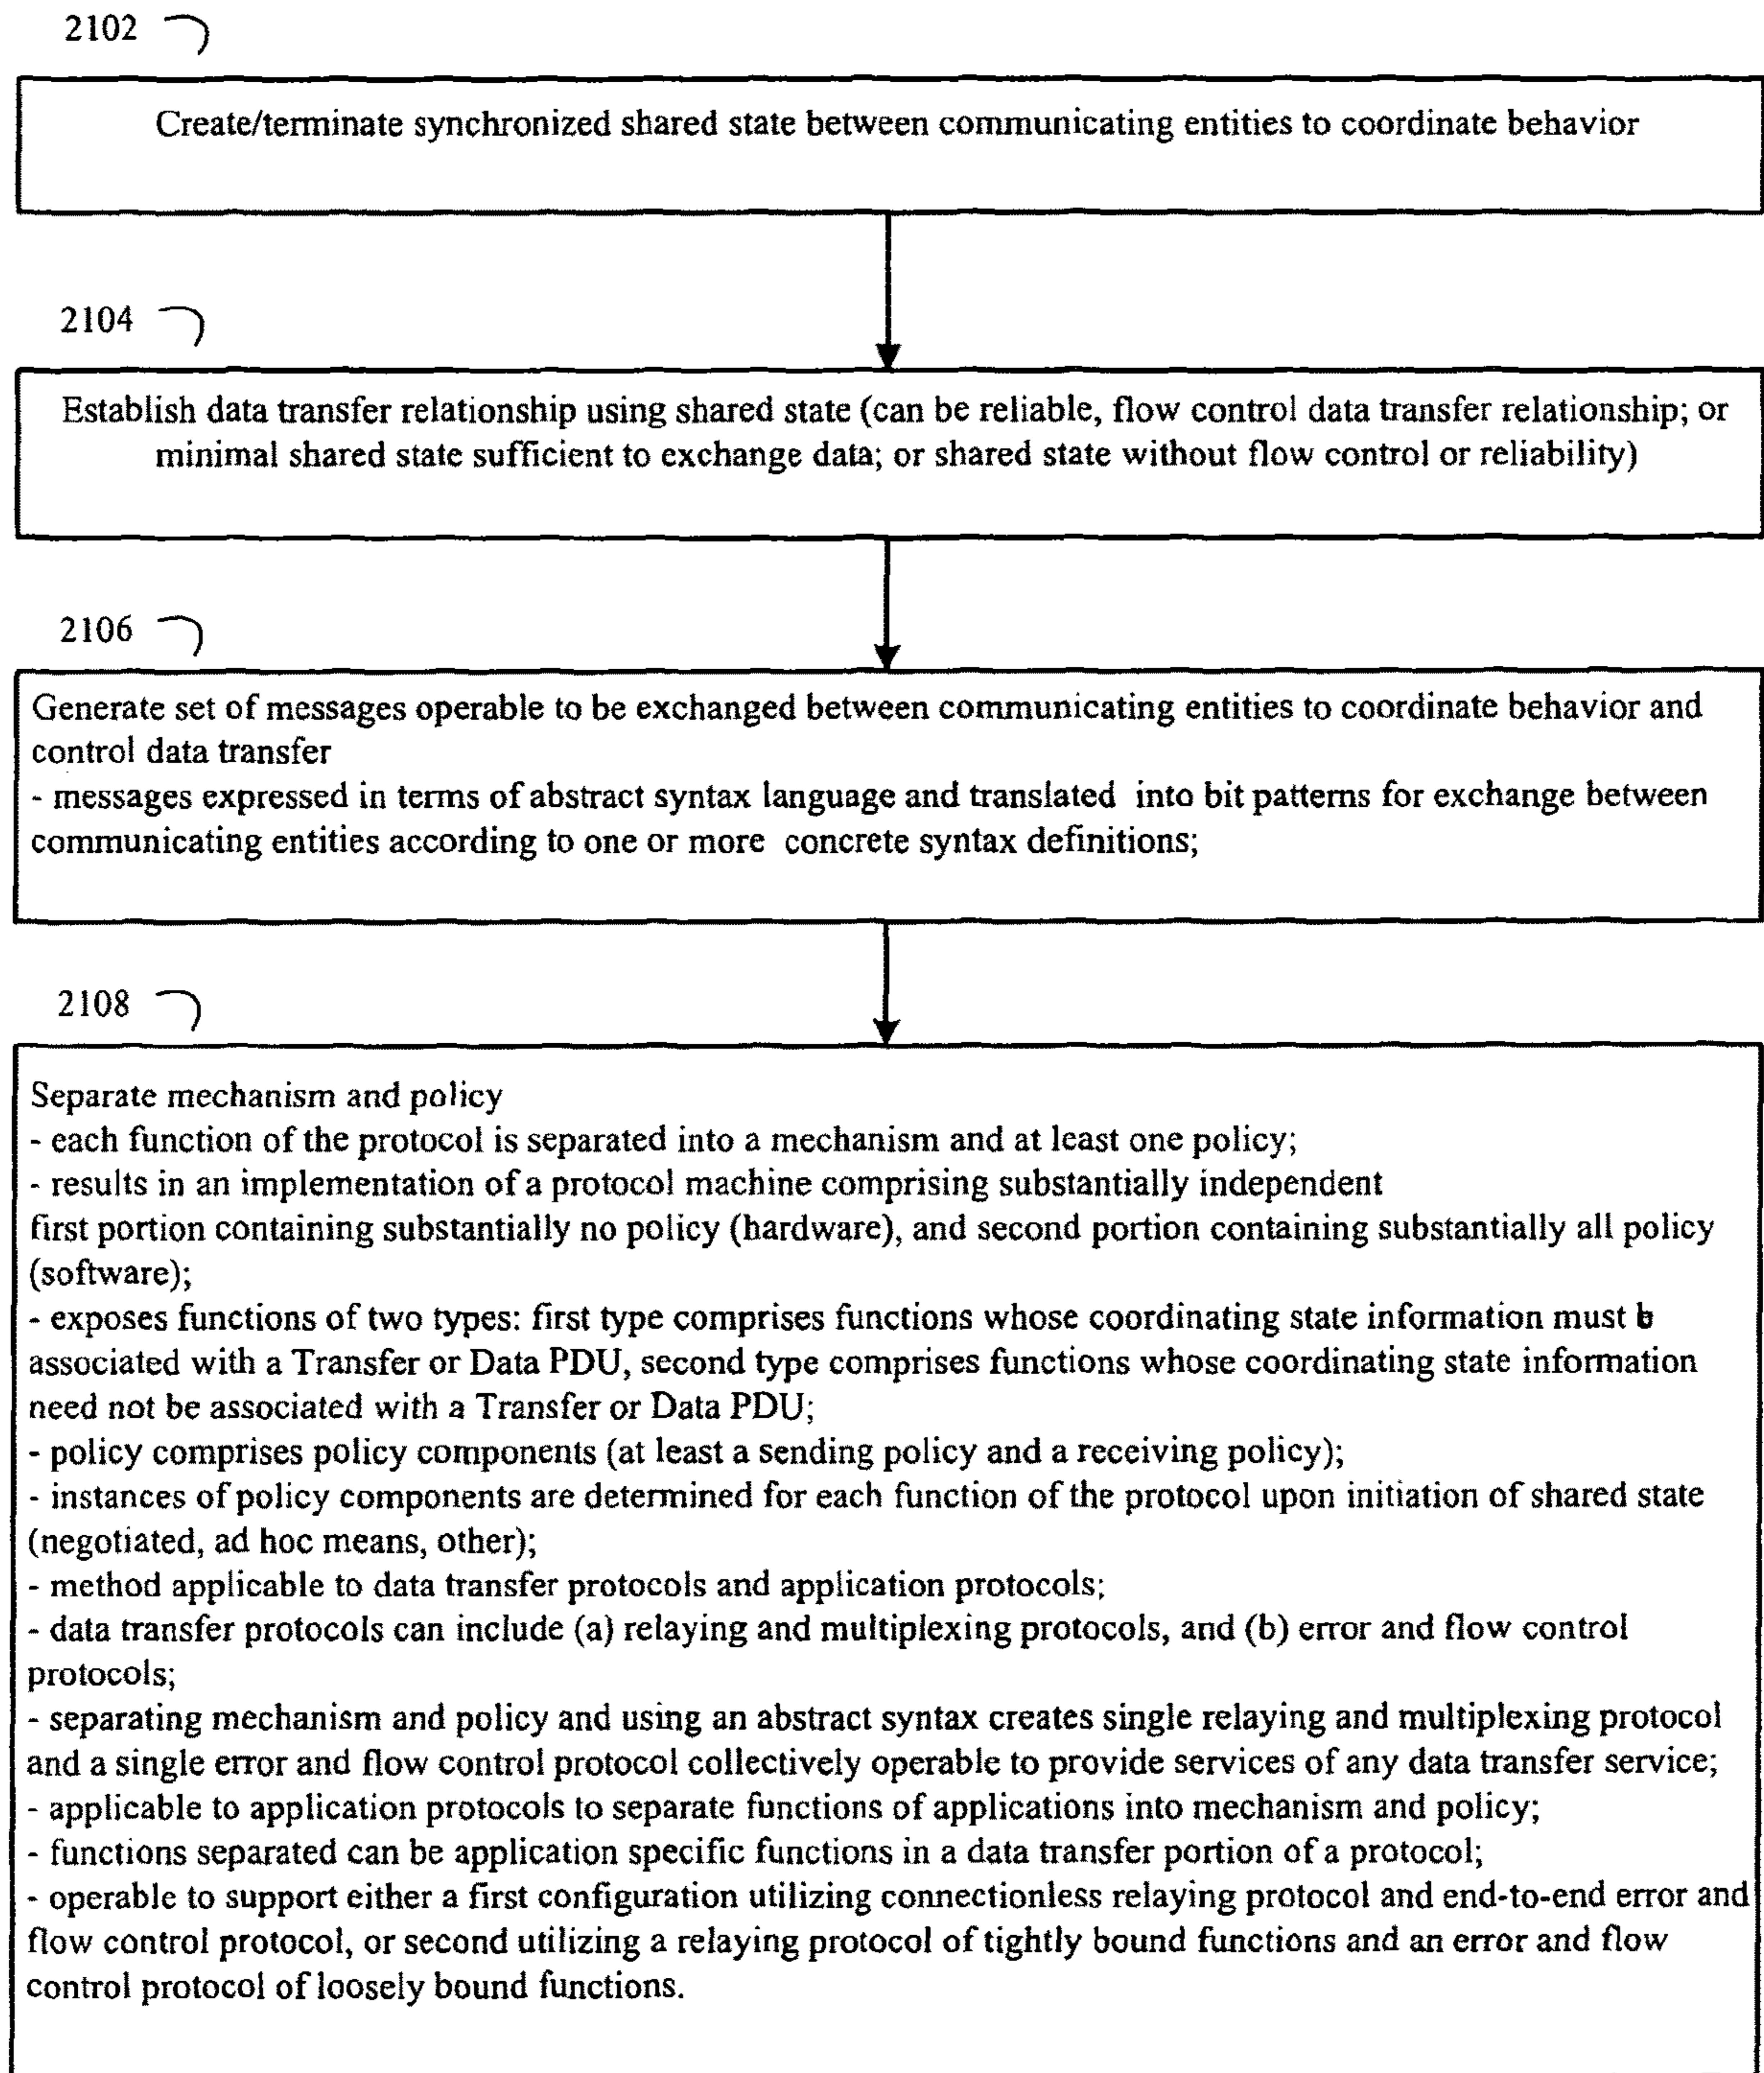 2102
Create/terminate synchronized shared state between communicating entities to coordinate behavior
2104
Establish data transfer relationship using shared state (can be reliable, flow control data transfer relationship; or
minimal shared state sufficient to exchange data; or shared state without flow control or reliability)
2106
Generate set of messages operable to be exchanged between communicating entities to coordinate behavior and
control data transfer
- messages expressed in terms of abstract syntax language and translated into bit patterns for exchange between
communicating entities according to one or more concrete syntax definitions;
2108
Separate mechanism and policy
- each function of the protocol is separated into a mechanism and at least one policy;
- results in an implementation of a protocol machine comprising substantially independent
first portion containing substantially no policy (hardware), and second portion containing substantially all policy
(software);
- exposes functions of two types: first type comprises functions whose coordinating state information must b
associated with a Transfer or Data PDU, second type comprises functions whose coordinating state information
need not be associated with a Transfer or Data PDU;
- policy comprises policy components (at least a sending policy and a receiving policy);
- instances of policy components are determined for each function of the protocol upon initiation of shared state
(negotiated, ad hoc means, other);
- method applicable to data transfer protocols and application protocols;
- data transfer protocols can include (a) relaying and multiplexing protocols, and (b) error and flow control
protocols;
- separating mechanism and policy and using an abstract syntax creates single relaying and multiplexing protocol
and a single error and flow control protocol collectively operable to provide services of any data transfer service;
- applicable to application protocols to separate functions of applications into mechanism and policy;
- functions separated can be application specific functions in a data transfer portion of a protocol;
- operable to support either a first configuration utilizing connectionless relaying protocol and end-to-end error and
flow control protocol, or second utilizing a relaying protocol of tightly bound functions and an error and flow
control protocol of loosely bound functions.